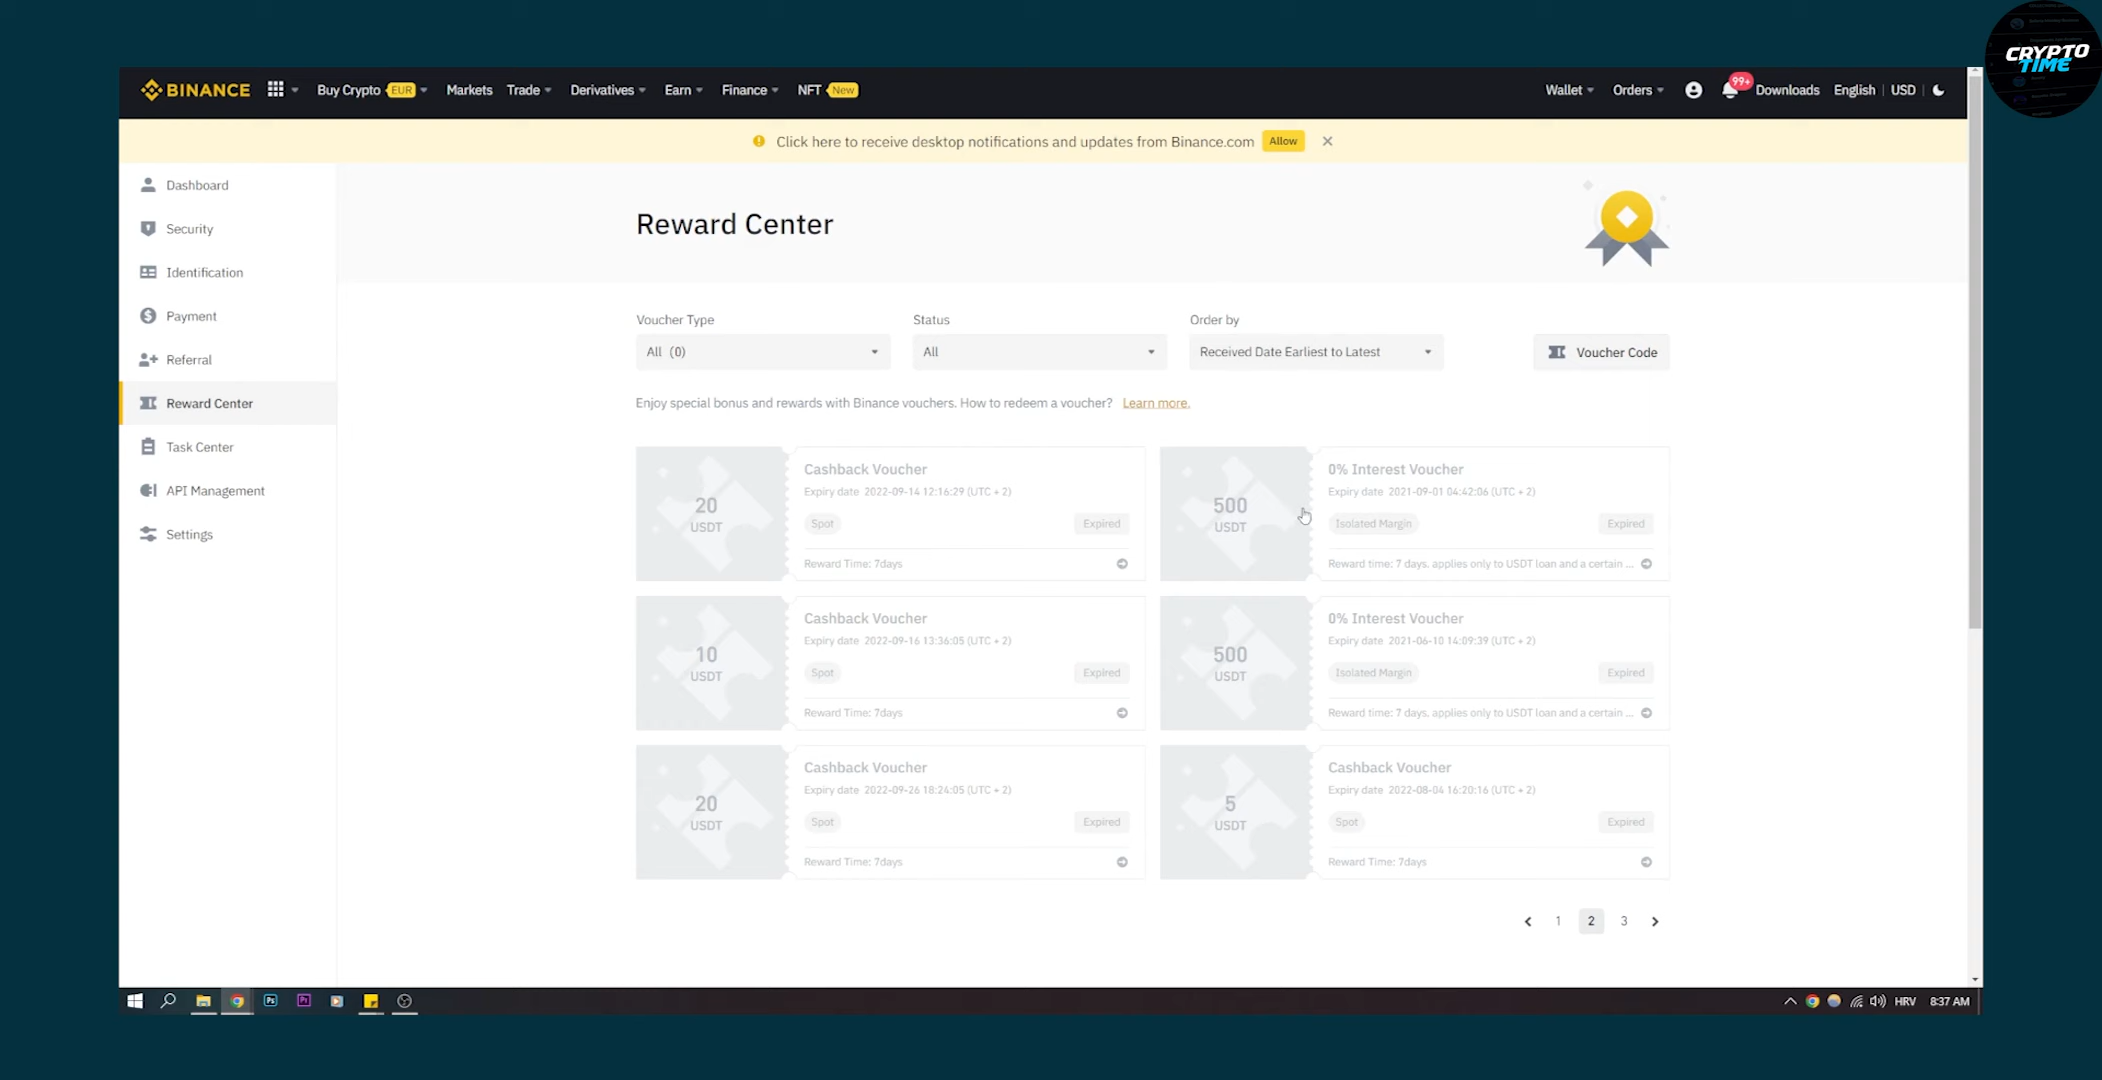 CRYPTO
TIME
BINANCE
Buy Crypto EUR
Markets
Trade
Derivatives
Earn
Finance
NFT New
Wallet
Orders
99+
Downloads
English | USD
Click here to receive desktop notifications and updates from Binance.com Allow
Dashboard
Security
Identification
Payment
Referral
Reward Center
Task Center
API Management
Settings
Reward Center
Voucher Type
All (0)
Status
All
Order by
Received Date Earliest to Latest
Voucher Code
Enjoy special bonus and rewards with Binance vouchers. How to redeem a voucher? Learn more.
20
USDT
Cashback Voucher
Expiry date 2022-09-14 12:16:29 (UTC + 2)
Spot
Expired
Reward Time: 7days
500
USDT
0% Interest Voucher
Expiry date 2021-09-01 04:42:06 (UTC + 2)
Isolated Margin
Expired
Reward time: 7 days, applies only to USDT loan and a certain ...
10
USDT
Cashback Voucher
Expiry date 2022-09-16 13:36:05 (UTC + 2)
Spot
Expired
Reward Time: 7days
500
USDT
0% Interest Voucher
Expiry date 2021-06-10 14:09:39 (UTC + 2)
Isolated Margin
Expired
Reward time: 7 days, applies only to USDT loan and a certain ...
20
USDT
Cashback Voucher
Expiry date 2022-09-26 18:24:05 (UTC + 2)
Spot
Expired
Reward Time: 7days
5
USDT
Cashback Voucher
Expiry date 2022-08-04 16:20:16 (UTC + 2)
Spot
Expired
Reward Time: 7days
1 2 3
Ps
Pr
HRV
8:37 AM